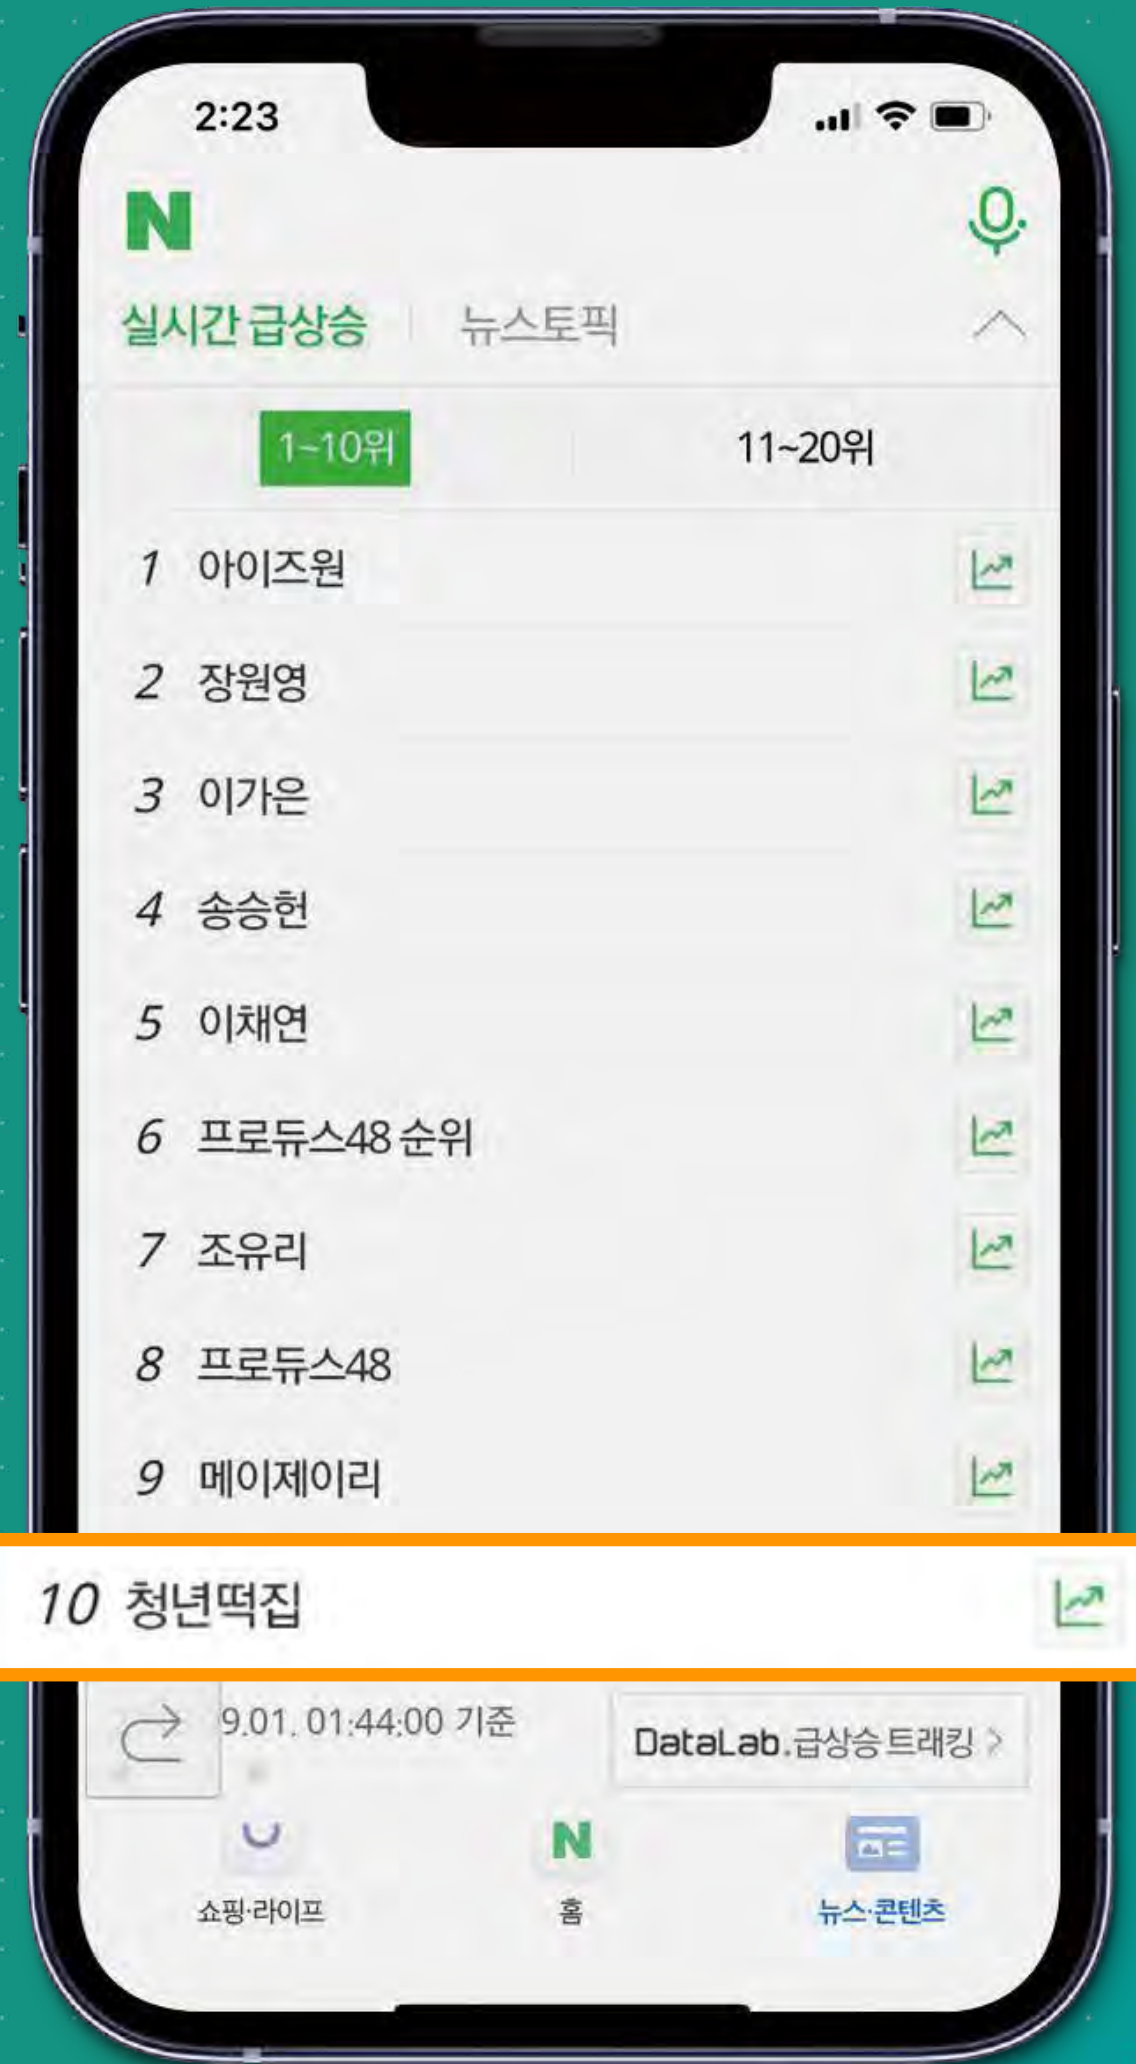 2:23
N
실시간 급상승 뉴스토픽
1~10위 11~20위
1 아이즈원
2 장원영
3 이가은
4 송승헌
5 이채연
6 프로듀스48 순위
7 조유리
8 프로듀스48
9 메이제이리
10 청년떡집
9.01. 01:44:00 기준
DataLab. 급상승 트래킹 >
N
쇼핑·라이프 홈 뉴스·콘텐츠